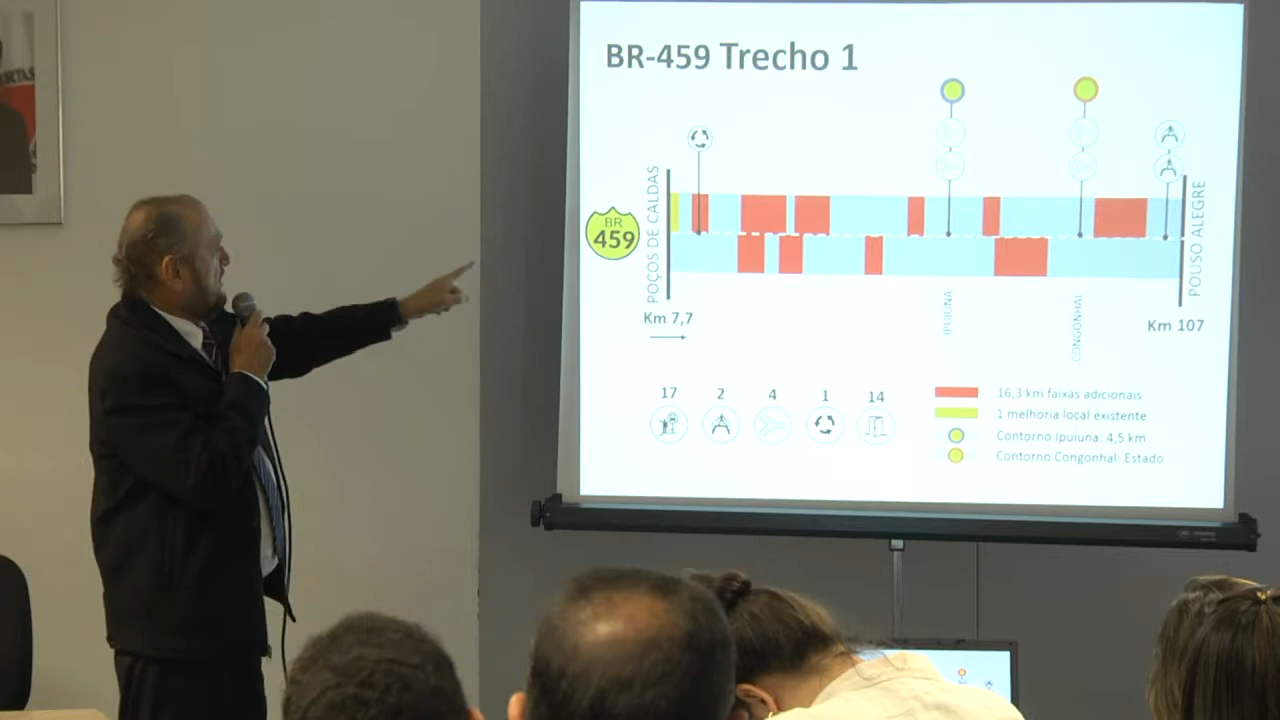 BR-459 Trecho 1
POÇOS DE CALDAS
BR
459
POUSO ALEGRE
IPUIUNA
CONGONHAL
Km 7,7
Km 107
17 2 4 1 14
16,3 km faixas adicionais
1 melhoria local existente
Contorno Ipuiuna: 4,5 km
Contorno Congonhal: Estado